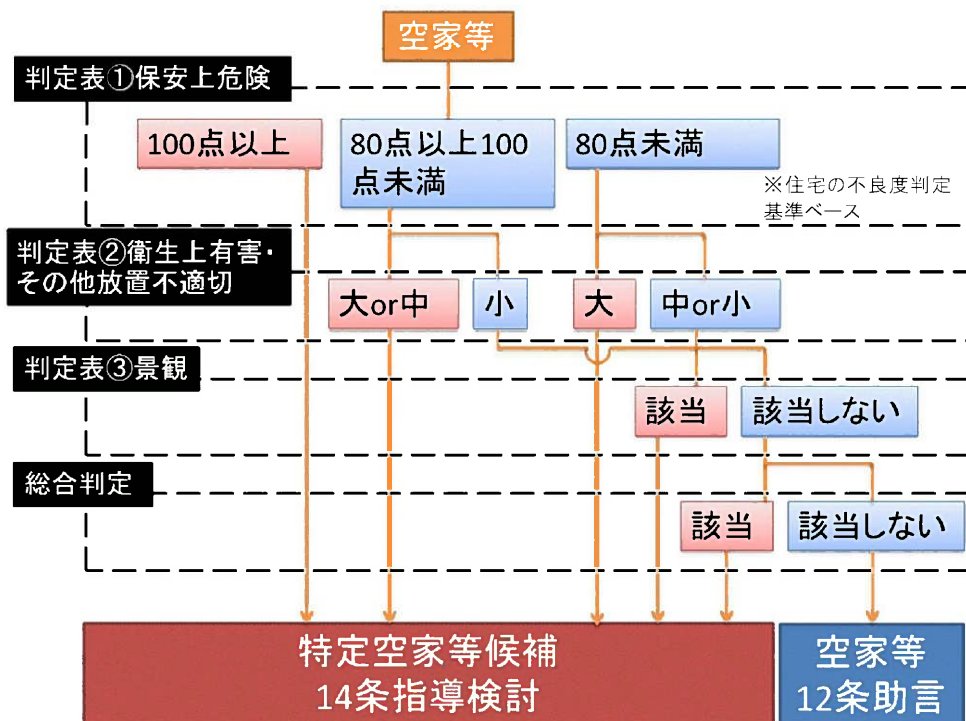 空家等
判定表①保安上危険
100点以上
80点以上100
点未満
80点未満
※住宅の不良度判定
基準ベース
判定表②衛生上有害・
その他放置不適切
大or中
小
大
中or小
判定表③景観
該当
該当しない
総合判定
該当
該当しない
特定空家等候補
14条指導検討
空家等
12条助言